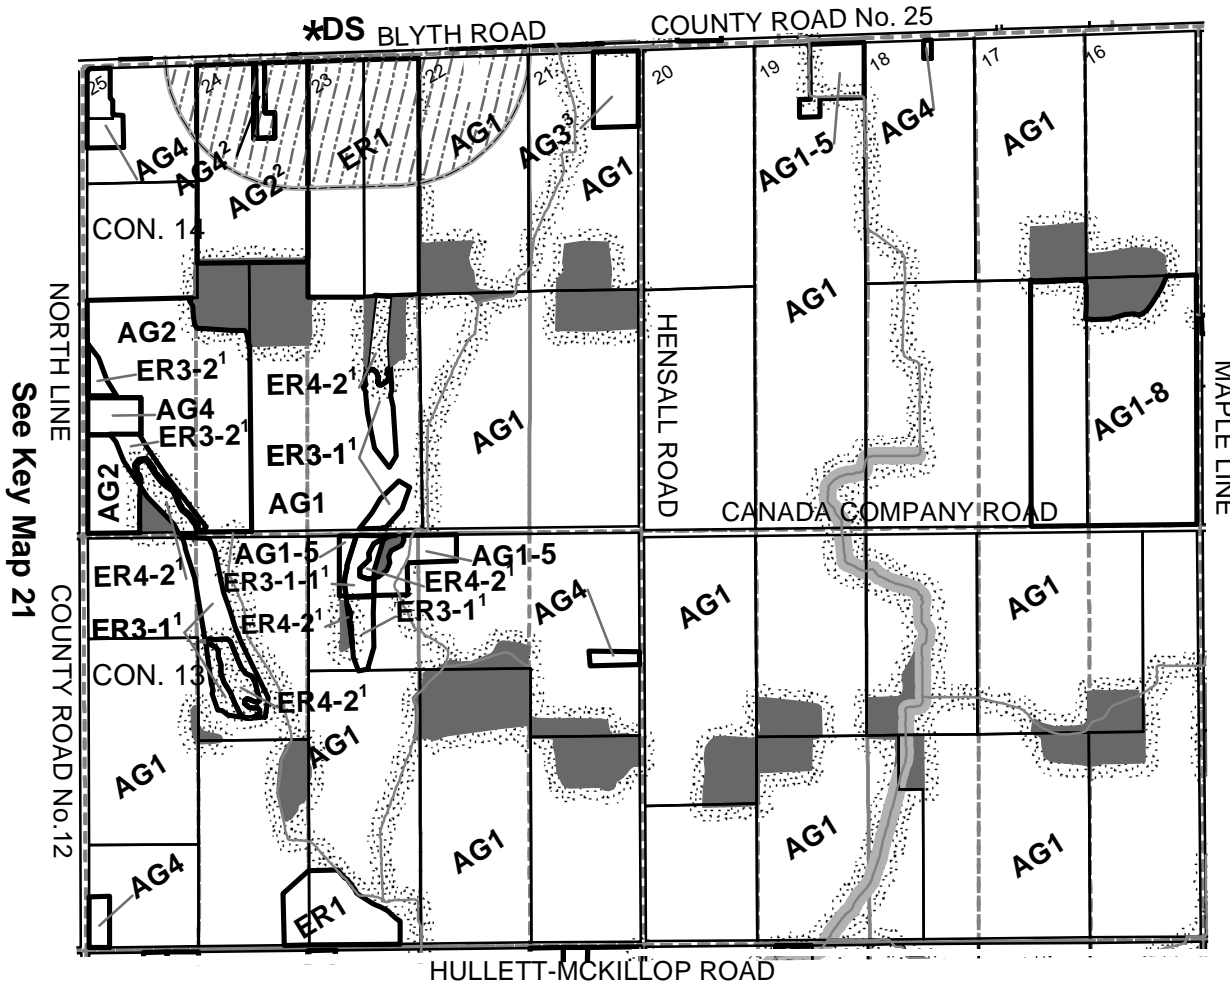 *DS
BLYTH ROAD
COUNTY ROAD No. 25
25
24
23
22
21
20
19
18
17
16
AG4
AG4²
AG2²
ER1
AG1
AG3³
AG1
AG1-5
AG4
AG1
CON. 14
NORTH LINE
AG2
ER3-2¹
AG4
ER3-2¹
AG2
ER4-2¹
ER3-1¹
AG1
AG1
HENSALL ROAD
AG1
AG1-8
MAPLE LINE
See Key Map 21
CANADA COMPANY ROAD
COUNTY ROAD No.12
ER4-2¹
ER3-1¹
CON. 13
AG1-5
ER3-1-1¹
ER4-2¹
AG1-5
ER4-2¹
ER3-1¹
AG4
AG1
AG1
ER4-2¹
AG1
AG1
AG4
ER1
AG1
AG1
AG1
HULLETT-MCKILLOP ROAD